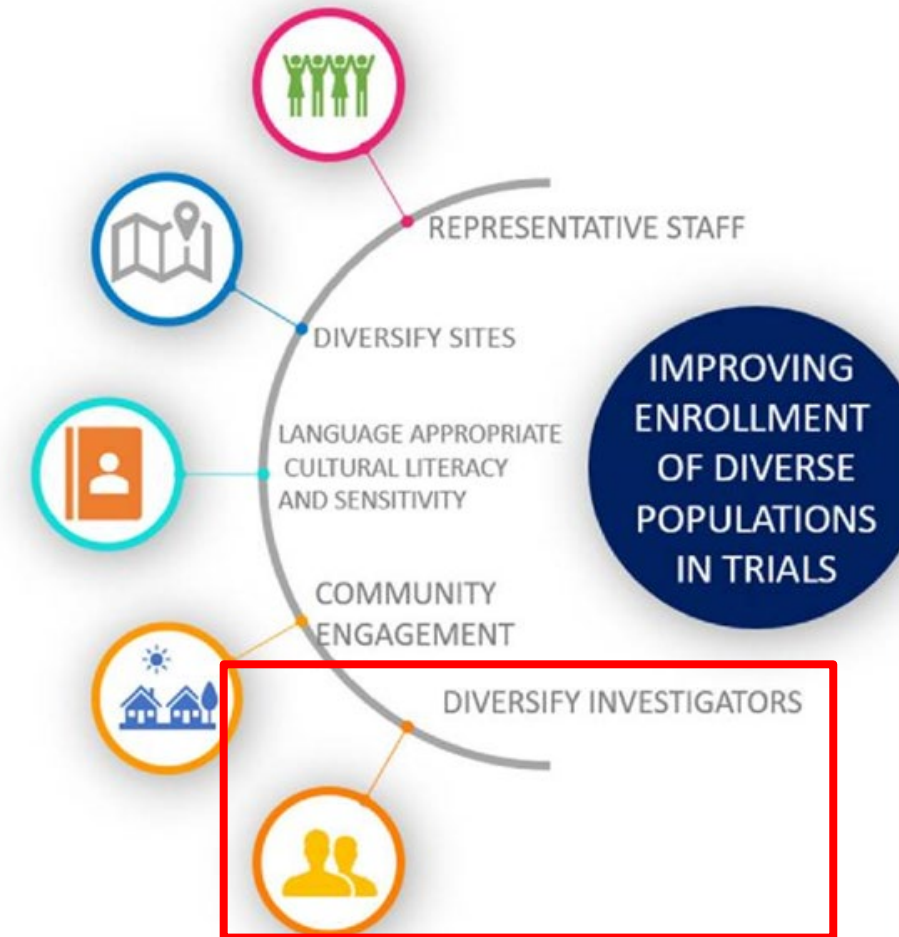 REPRESENTATIVE STAFF
DIVERSIFY SITES
LANGUAGE APPROPRIATE
CULTURAL LITERACY
AND SENSITIVITY
COMMUNITY
ENGAGEMENT
DIVERSIFY INVESTIGATORS
IMPROVING
ENROLLMENT
OF DIVERSE
POPULATIONS
IN TRIALS